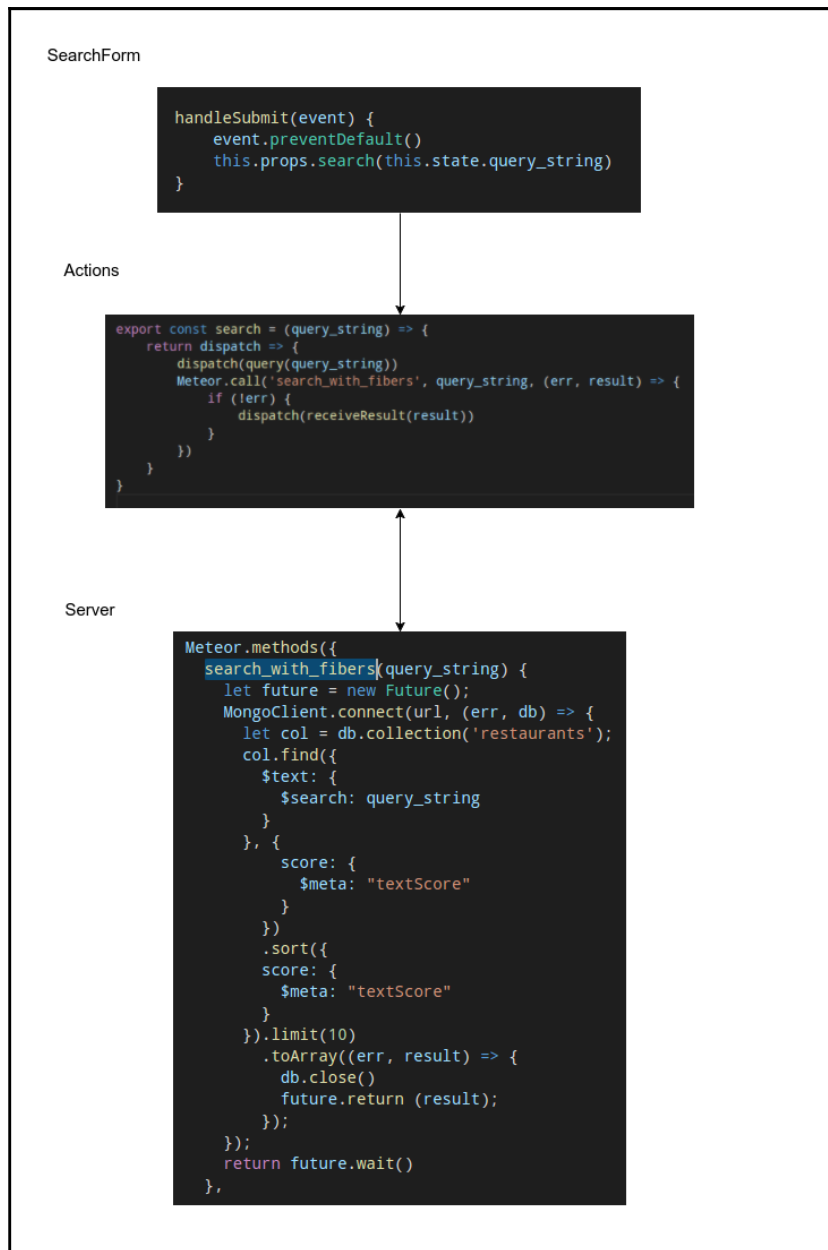 SearchForm
handleSubmit(event) {
    event.preventDefault()
    this.props.search(this.state.query_string)
}
Actions
export const search = (query_string) => {
    return dispatch => {
        dispatch(query(query_string))
        Meteor.call('search_with_fibers', query_string, (err, result) => {
            if (!err) {
                dispatch(receiveResult(result))
            }
        })
    }
}
Server
Meteor.methods({
  search_with_fibers(query_string) {
    let future = new Future();
    MongoClient.connect(url, (err, db) => {
      let col = db.collection('restaurants');
      col.find({
        $text: {
          $search: query_string
        }
      }, {
          score: {
            $meta: "textScore"
          }
        })
        .sort({
        score: {
          $meta: "textScore"
        }
      }).limit(10)
        .toArray((err, result) => {
          db.close()
          future.return (result);
        });
    });
    return future.wait()
  },